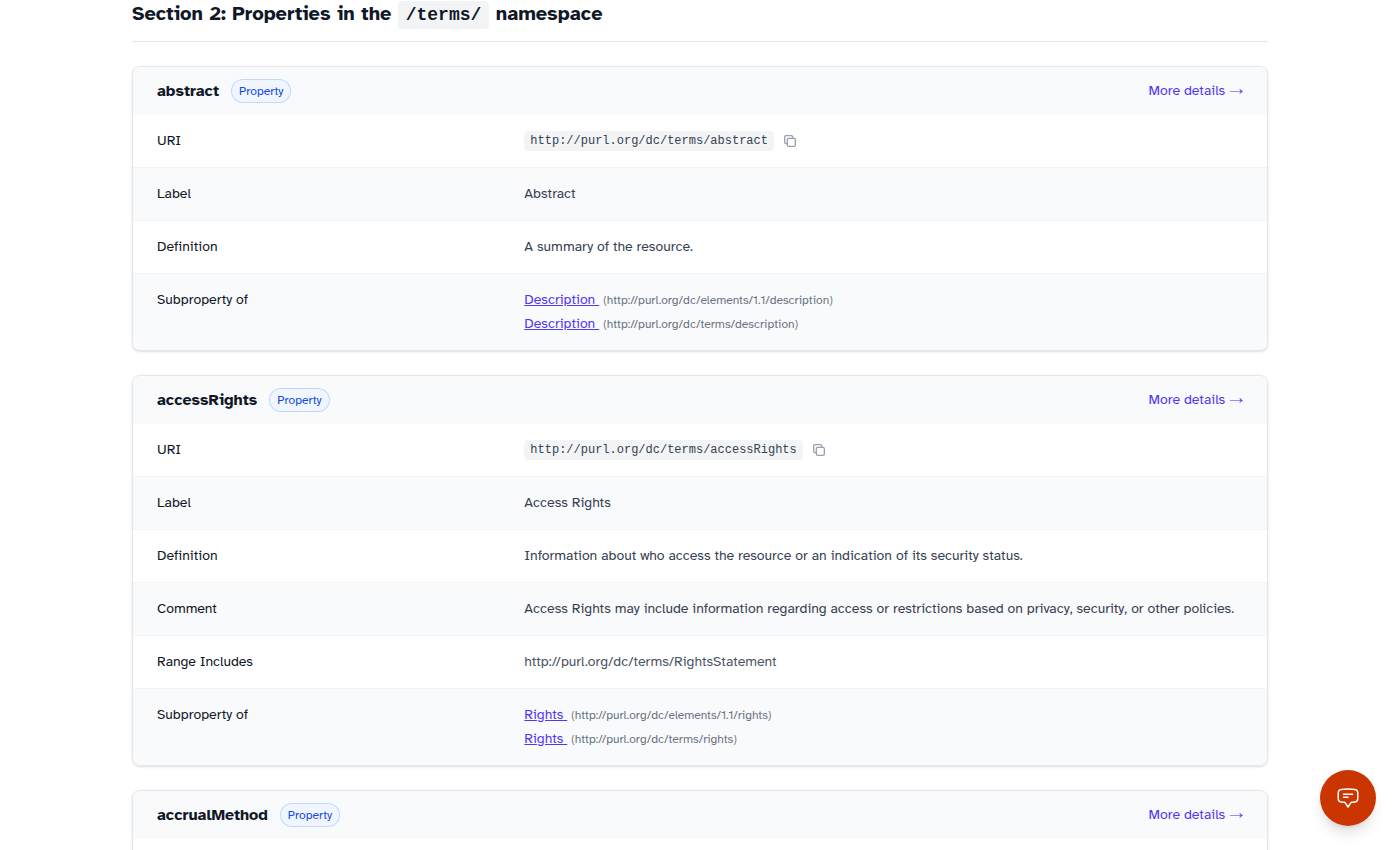 Section 2: Properties in the /terms/ namespace
abstract Property More details →
URI http://purl.org/dc/terms/abstract
Label Abstract
Definition A summary of the resource.
Subproperty of Description (http://purl.org/dc/elements/1.1/description)
Description (http://purl.org/dc/terms/description)
accessRights Property More details →
URI http://purl.org/dc/terms/accessRights
Label Access Rights
Definition Information about who access the resource or an indication of its security status.
Comment Access Rights may include information regarding access or restrictions based on privacy, security, or other policies.
Range Includes http://purl.org/dc/terms/RightsStatement
Subproperty of Rights (http://purl.org/dc/elements/1.1/rights)
Rights (http://purl.org/dc/terms/rights)
accrualMethod Property More details →